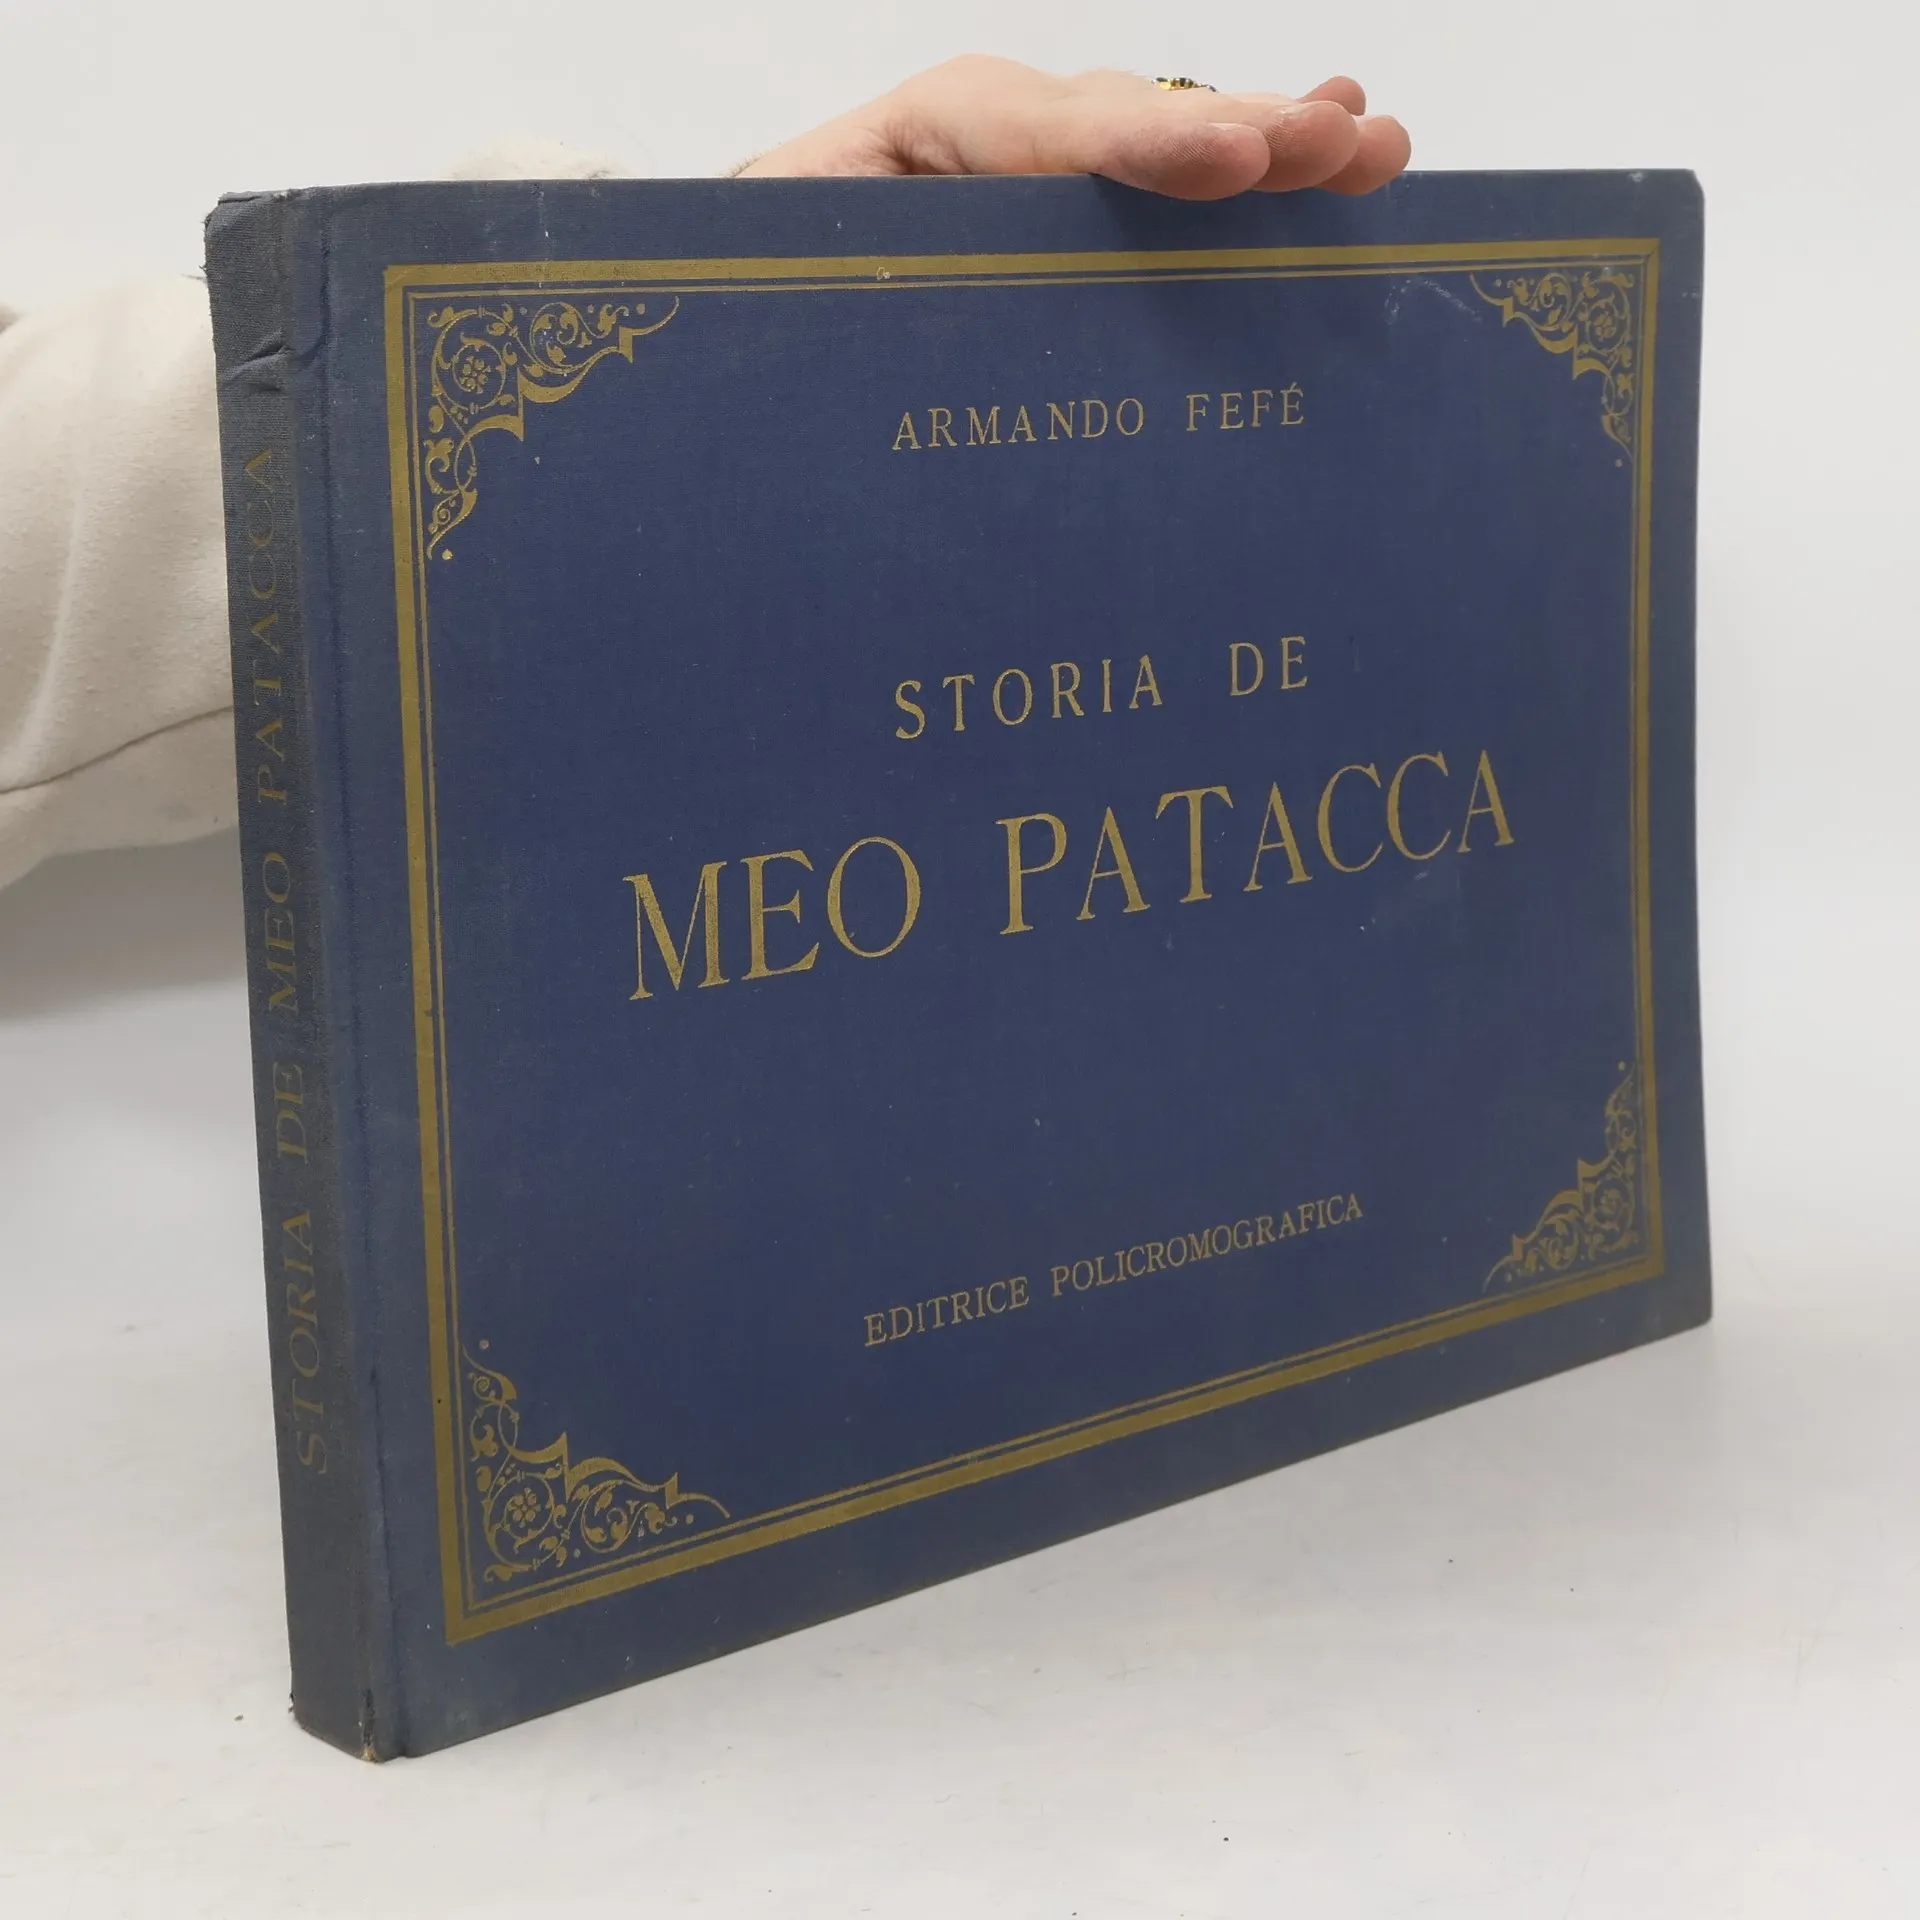 STORIA DE MEO PATACCA
ARMANDO FEFÉ
STORIA DE
MEO PATACCA
EDITRICE POLICROMOGRAFICA